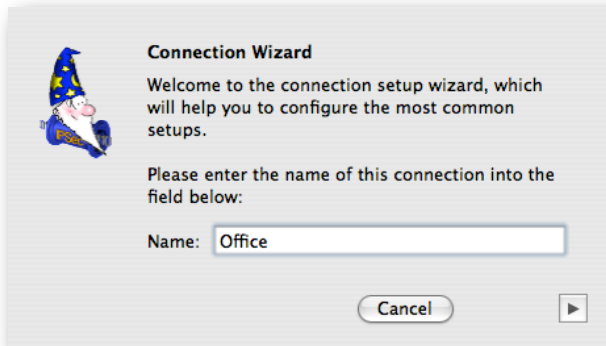 Connection Wizard
Welcome to the connection setup wizard, which
will help you to configure the most common
setups.
Please enter the name of this connection into the
field below:
Name: Office
IPSec
Cancel